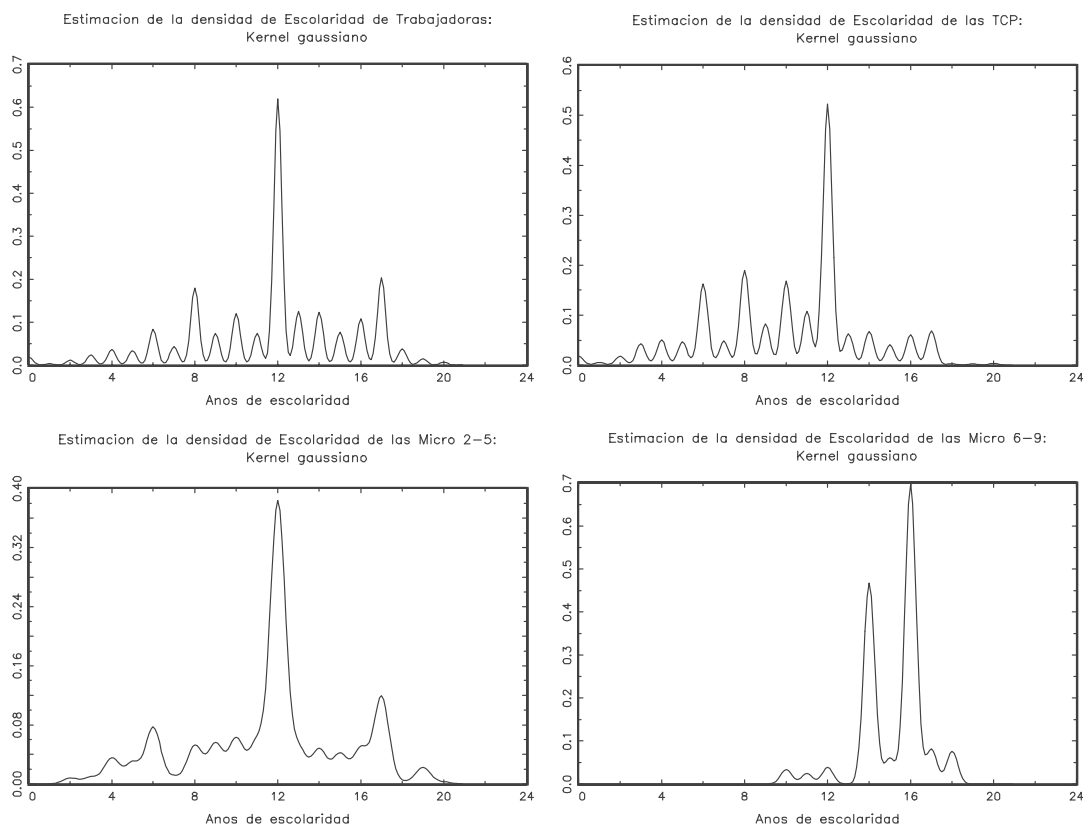 Estimacion de la densidad de Escolaridad de Trabajadoras:
Kernel gaussiano
0.7
0.6
0.5
0.4
0.3
0.2
0.1
0.0
0 4 8 12 16 20 24
Anos de escolaridad
Estimacion de la densidad de Escolaridad de las TCP:
Kernel gaussiano
0.6
0.5
0.4
0.3
0.2
0.1
0.0
0 4 8 12 16 20 24
Anos de escolaridad
Estimacion de la densidad de Escolaridad de las Micro 2-5:
Kernel gaussiano
0.40
0.32
0.24
0.16
0.08
0.00
0 4 8 12 16 20 24
Anos de escolaridad
Estimacion de la densidad de Escolaridad de las Micro 6-9:
Kernel gaussiano
0.7
0.6
0.5
0.4
0.3
0.2
0.1
0.0
0 4 8 12 16 20 24
Anos de escolaridad